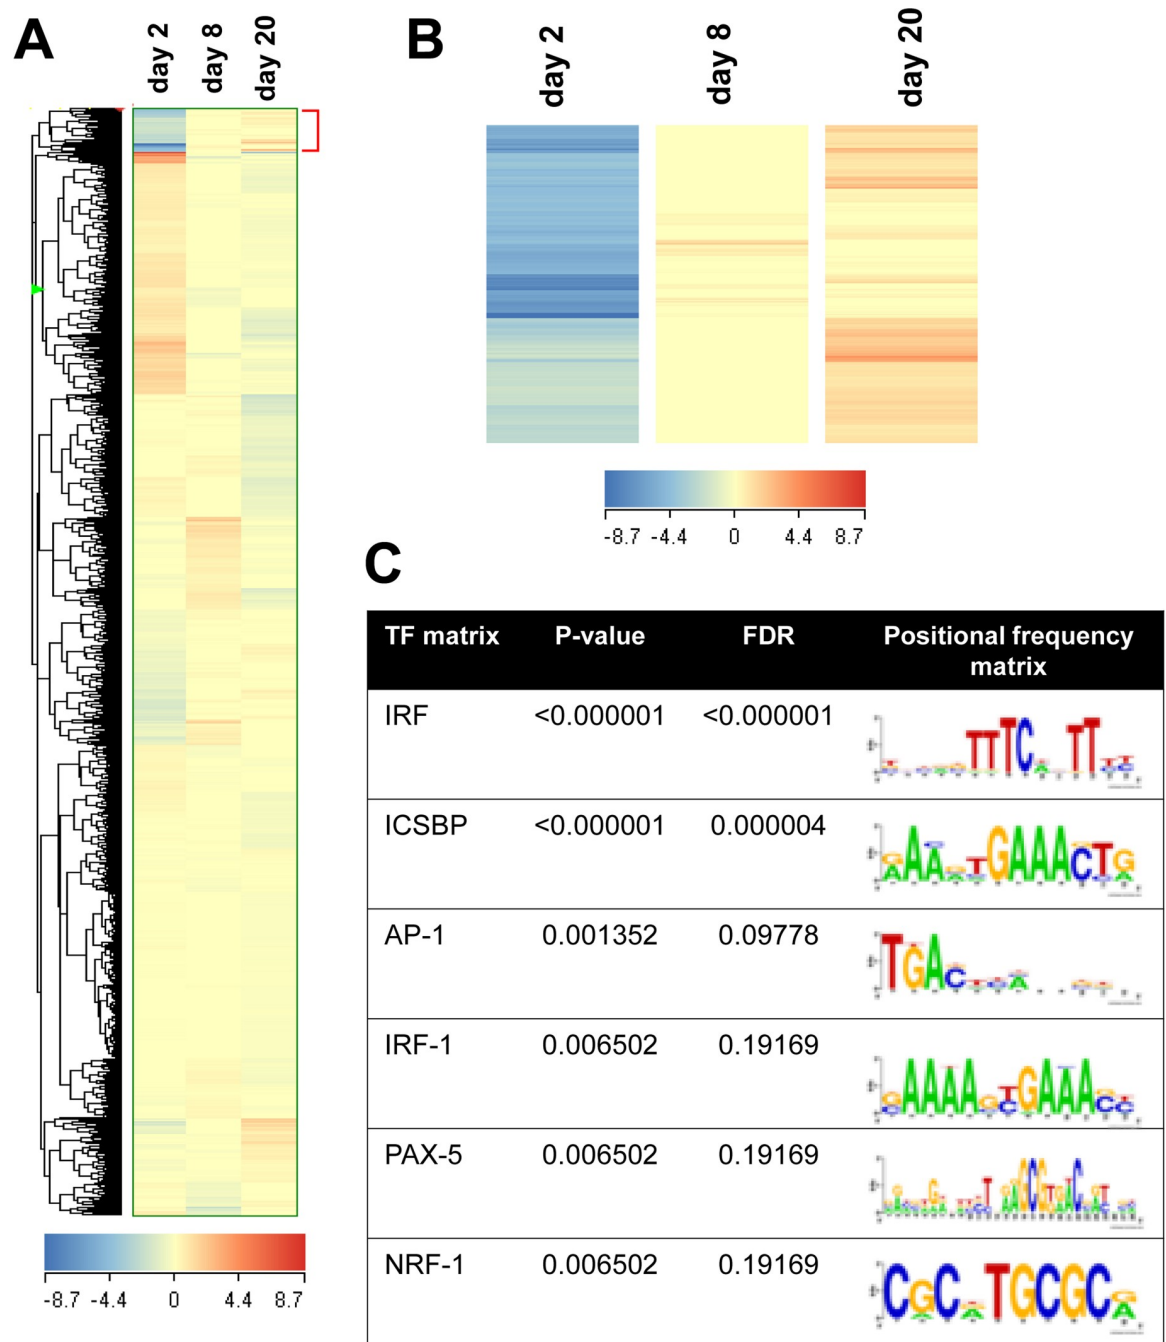 A
day 2
day 8
day 20
-8.7 -4.4 0 4.4 8.7
B
day 2
day 8
day 20
-8.7 -4.4 0 4.4 8.7
C
TF matrix P-value FDR Positional frequency
matrix
IRF <0.000001 <0.000001
ICSBP <0.000001 0.000004
AP-1 0.001352 0.09778
IRF-1 0.006502 0.19169
PAX-5 0.006502 0.19169
NRF-1 0.006502 0.19169